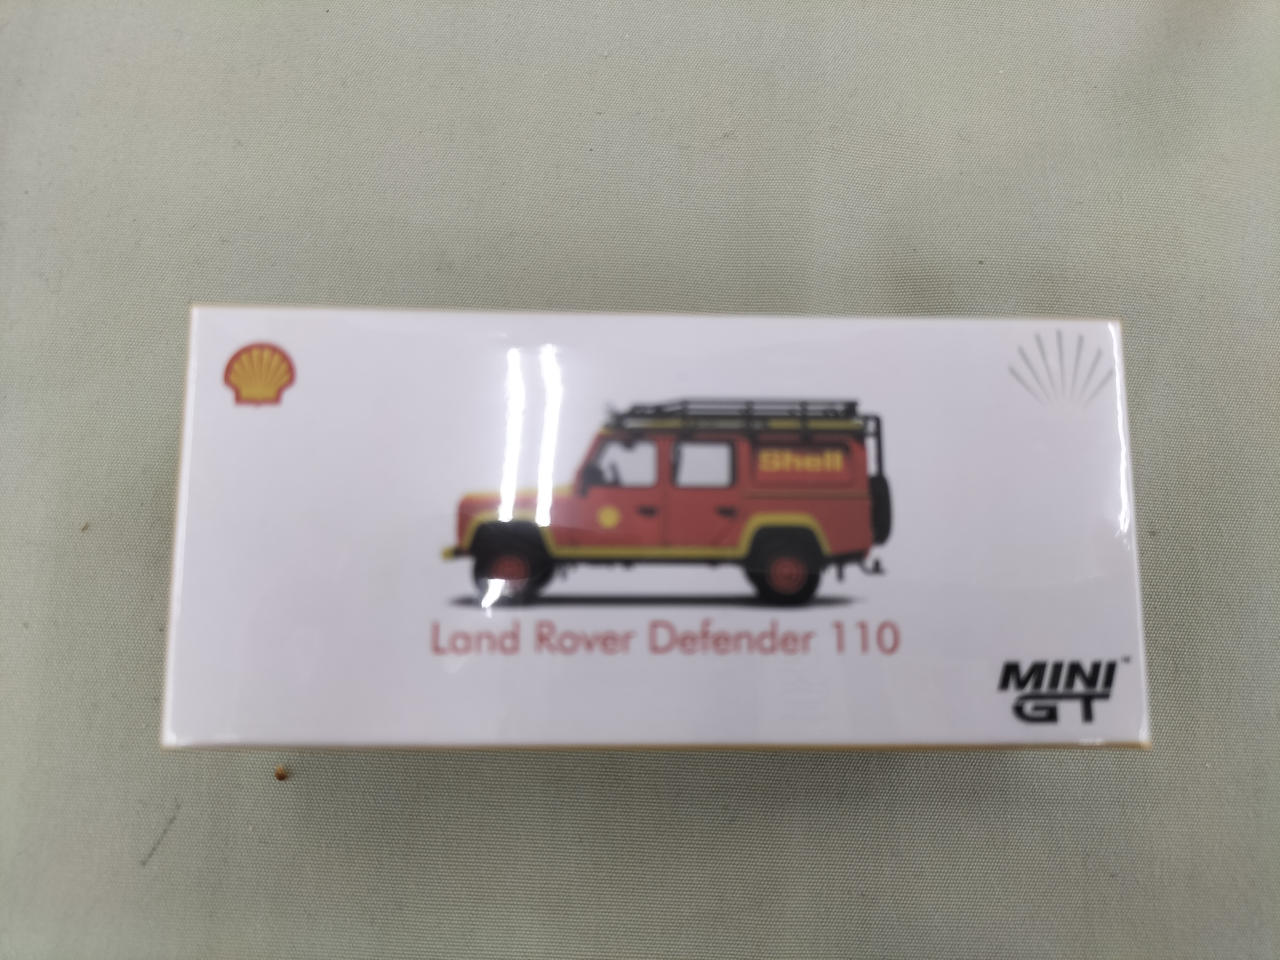 Shell
Land Rover Defender 110
MINI
GT